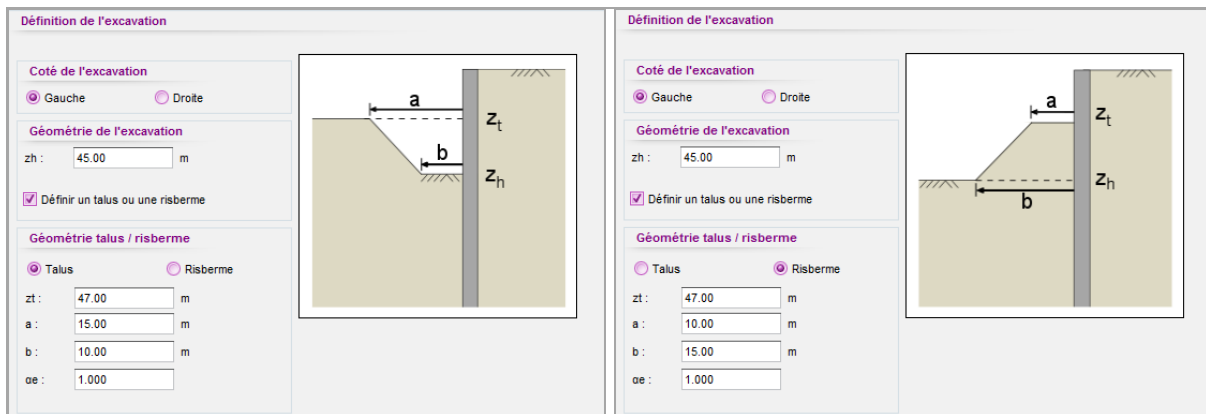 Définition de l'excavation
Coté de l'excavation
Gauche Droite
Géométrie de l'excavation
zh : 45.00 m
Définir un talus ou une risberme
Géométrie talus / risberme
Talus Risberme
zt : 47.00 m
a : 15.00 m
b : 10.00 m
αe : 1.000
a
zt
b
zh
Définition de l'excavation
Coté de l'excavation
Gauche Droite
Géométrie de l'excavation
zh : 45.00 m
Définir un talus ou une risberme
Géométrie talus / risberme
Talus Risberme
zt : 47.00 m
a : 10.00 m
b : 15.00 m
αe : 1.000
a
zt
zh
b